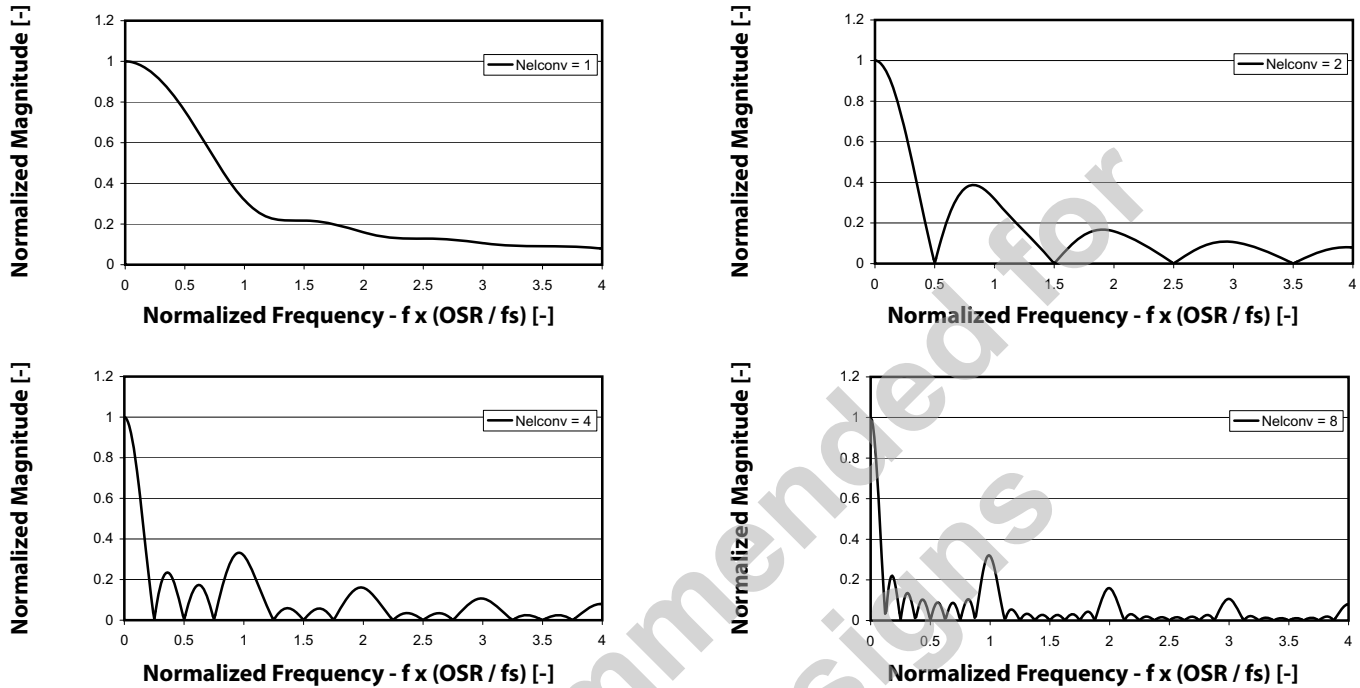 Normalized Magnitude [-]
1.2
1
0.8
0.6
0.4
0.2
0
Nelconv = 1
0 0.5 1 1.5 2 2.5 3 3.5 4
Normalized Frequency - f x (OSR / fs) [-]
Normalized Magnitude [-]
1.2
1
0.8
0.6
0.4
0.2
0
Nelconv = 2
0 0.5 1 1.5 2 2.5 3 3.5 4
Normalized Frequency - f x (OSR / fs) [-]
Normalized Magnitude [-]
1.2
1
0.8
0.6
0.4
0.2
0
Nelconv = 4
0 0.5 1 1.5 2 2.5 3 3.5 4
Normalized Frequency - f x (OSR / fs) [-]
Normalized Magnitude [-]
1.2
1
0.8
0.6
0.4
0.2
0
Nelconv = 8
0 0.5 1 1.5 2 2.5 3 3.5 4
Normalized Frequency - f x (OSR / fs) [-]
mmended for
signs